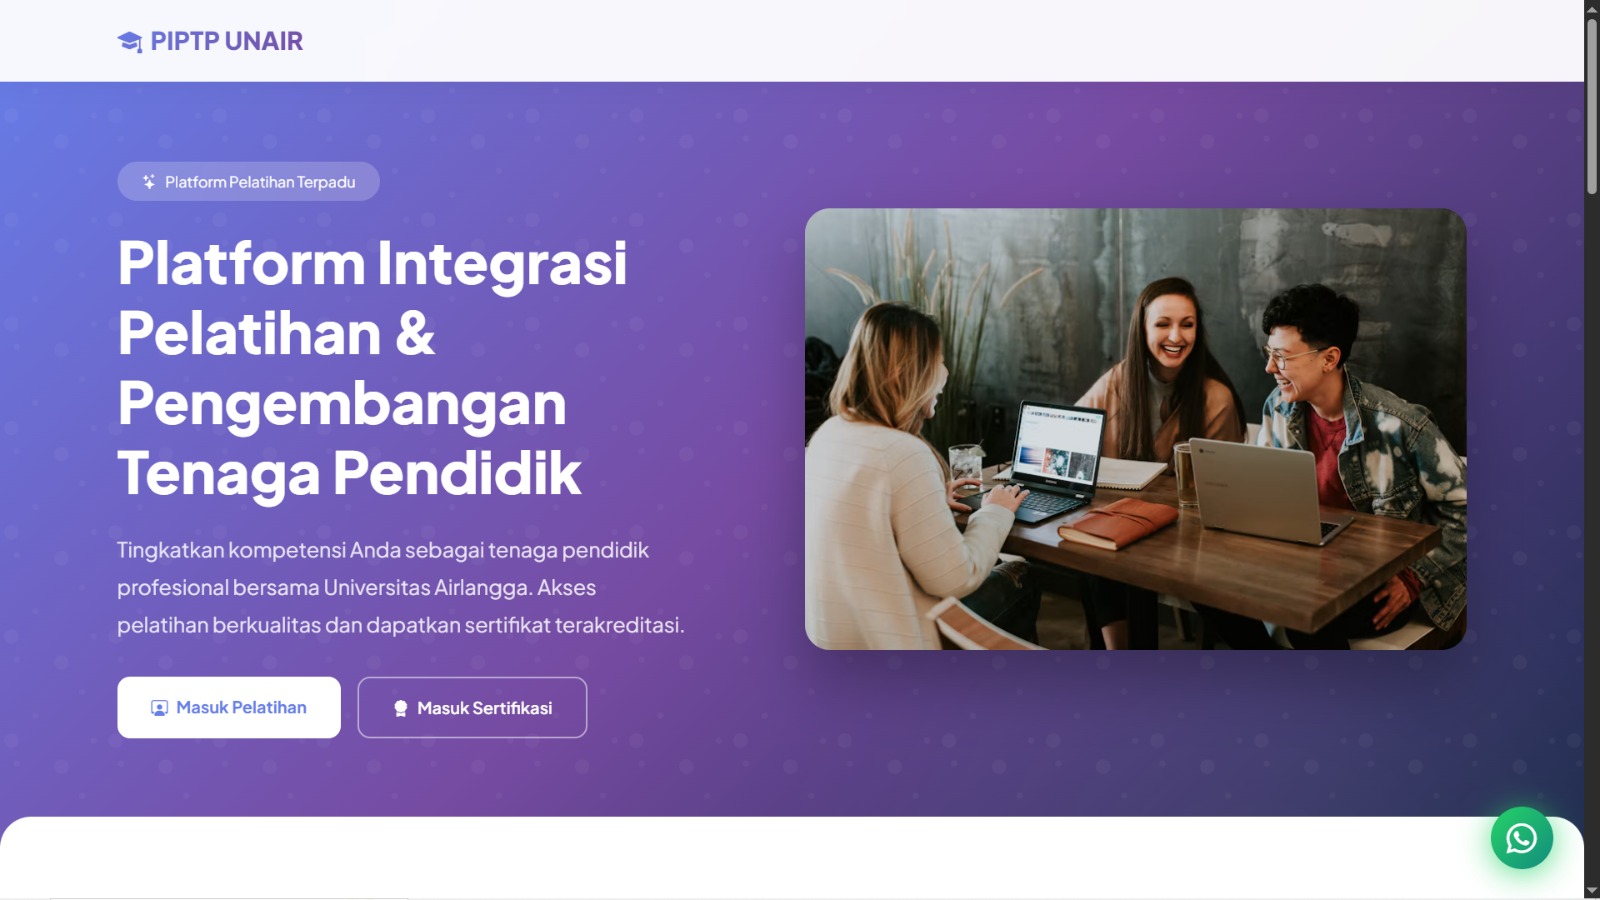 PIPTP UNAIR
Platform Pelatihan Terpadu
Platform Integrasi
Pelatihan &
Pengembangan
Tenaga Pendidik
Tingkatkan kompetensi Anda sebagai tenaga pendidik
profesional bersama Universitas Airlangga. Akses
pelatihan berkualitas dan dapatkan sertifikat terakreditasi.
Masuk Pelatihan
Masuk Sertifikasi